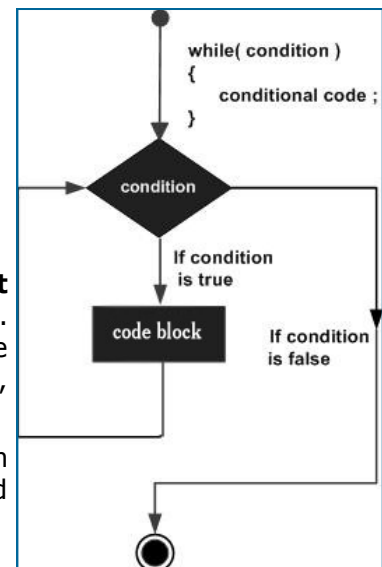 while( condition )
{
conditional code ;
}
condition
If condition
is true
t
.
code block
e
If condition
is false
,
n
d